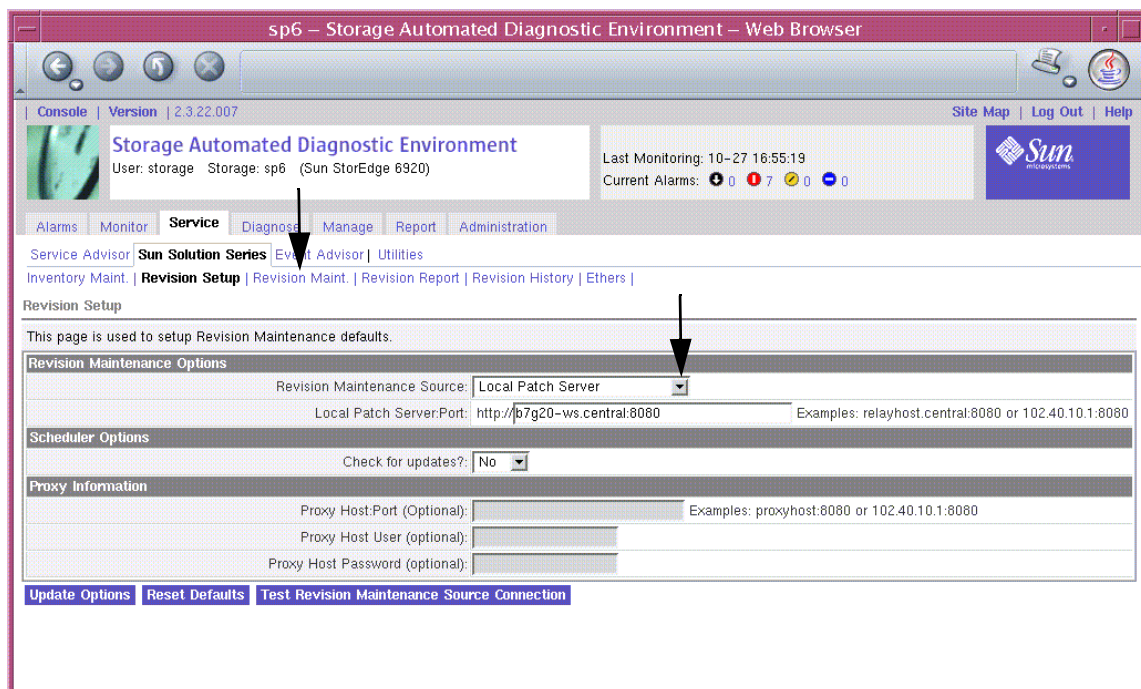 sp6 – Storage Automated Diagnostic Environment – Web Browser
| Console | Version | 2.3.22.007 Site Map | Log Out | Help
Storage Automated Diagnostic Environment
User: storage Storage: sp6 (Sun StorEdge 6920)
Last Monitoring: 10-27 16:55:19
Current Alarms: 0 7 0 0
Sun
microsystems
Alarms Monitor Service Diagnose Manage Report Administration
Service Advisor Sun Solution Series Event Advisor | Utilities
Inventory Maint. | Revision Setup | Revision Maint. | Revision Report | Revision History | Ethers |
Revision Setup
This page is used to setup Revision Maintenance defaults.
Revision Maintenance Options
Revision Maintenance Source: Local Patch Server
Local Patch Server:Port: http://b7g20-ws.central:8080 Examples: relayhost.central:8080 or 102.40.10.1:8080
Scheduler Options
Check for updates?: No
Proxy Information
Proxy Host:Port (Optional): Examples: proxyhost:8080 or 102.40.10.1:8080
Proxy Host User (optional):
Proxy Host Password (optional):
Update Options Reset Defaults Test Revision Maintenance Source Connection